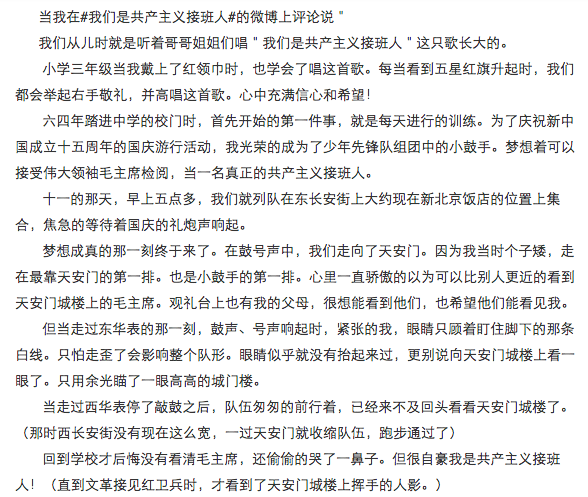 当我在#我们是共产主义接班人#的微博上评论说＂
我们从儿时就是听着哥哥姐姐们唱＂我们是共产主义接班人＂这只歌长大的。
小学三年级当我戴上了红领巾时，也学会了唱这首歌。每当看到五星红旗升起时，我们
都会举起右手敬礼，并高唱这首歌。心中充满信心和希望！
六四年踏进中学的校门时，首先开始的第一件事，就是每天进行的训练。为了庆祝新中
国成立十五周年的国庆游行活动，我光荣的成为了少年先锋队组团中的小鼓手。梦想着可以
接受伟大领袖毛主席检阅，当一名真正的共产主义接班人。
十一的那天，早上五点多，我们就列队在东长安街上大约现在新北京饭店的位置上集
合，焦急的等待着国庆的礼炮声响起。
梦想成真的那一刻终于来了。在鼓号声中，我们走向了天安门。因为我当时个子矮，走
在最靠天安门的第一排。也是小鼓手的第一排。心里一直骄傲的以为可以比别人更近的看到
天安门城楼上的毛主席。观礼台上也有我的父母，很想能看到他们，也希望他们能看见我。
但当走过东华表的那一刻，鼓声、号声响起时，紧张的我，眼睛只顾着盯住脚下的那条
白线。只怕走歪了会影响整个队形。眼睛似乎就没有抬起来过，更别说向天安门城楼上看一
眼了。只用余光瞄了一眼高高的城门楼。
当走过西华表停了敲鼓之后，队伍匆匆的前行着，已经来不及回头看看天安门城楼了。
（那时西长安街没有现在这么宽，一过天安门就收缩队伍，跑步通过了）
回到学校才后悔没有看清毛主席，还偷偷的哭了一鼻子。但很自豪我是共产主义接班
人！（直到文革接见红卫兵时，才看到了天安门城楼上挥手的人影。）